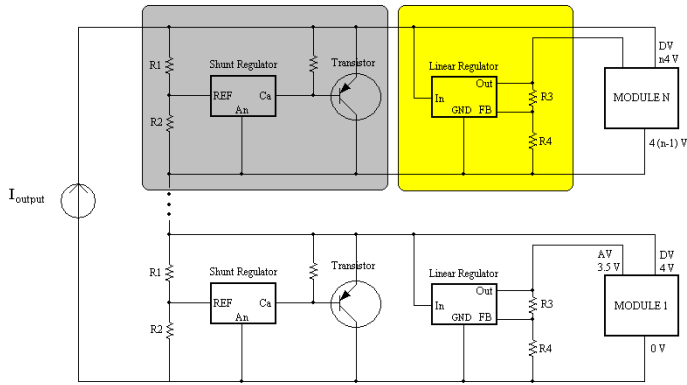 DV
n4 V
R1
Shunt Regulator
Transistor
Linear Regulator
Out
REF
Ca
In
R3
MODULE N
An
GND FB
R2
R4
4 (n-1) V
Ioutput
R1
Shunt Regulator
Transistor
Linear Regulator
AV
3.5 V
DV
4 V
Out
REF
Ca
In
R3
MODULE 1
An
GND FB
R2
R4
0 V